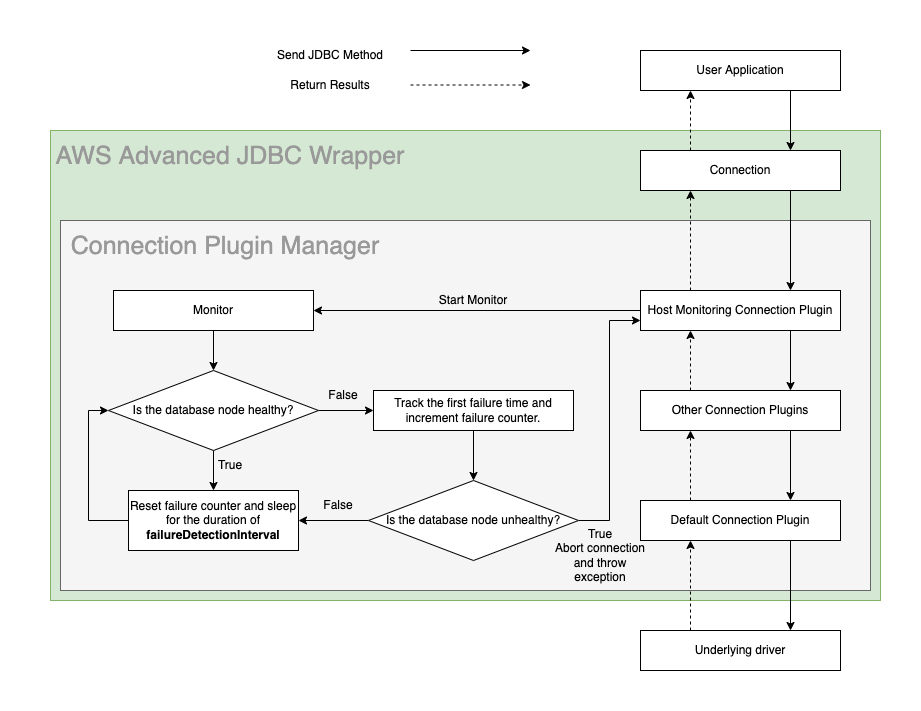 Send JDBC Method
Return Results
User Application
AWS Advanced JDBC Wrapper
Connection
Connection Plugin Manager
Monitor
Start Monitor
Host Monitoring Connection Plugin
Is the database node healthy?
False
Track the first failure time and
increment failure counter.
Other Connection Plugins
True
Reset failure counter and sleep
for the duration of
failureDetectionInterval
False
Is the database node unhealthy?
True
Abort connection
and throw
exception
Default Connection Plugin
Underlying driver